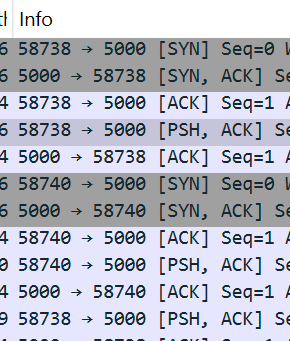 Info
6 58738 → 5000 [SYN] Seq=0
6 5000 → 58738 [SYN, ACK] Se
4 58738 → 5000 [ACK] Seq=1
6 58738 → 5000 [PSH, ACK] Se
4 5000 → 58738 [ACK] Seq=1
6 58740 → 5000 [SYN] Seq=0
6 5000 → 58740 [SYN, ACK] Se
4 58740 → 5000 [ACK] Seq=1
0 58740 → 5000 [PSH, ACK] Se
4 5000 → 58740 [ACK] Seq=1
9 58738 → 5000 [PSH, ACK] Se